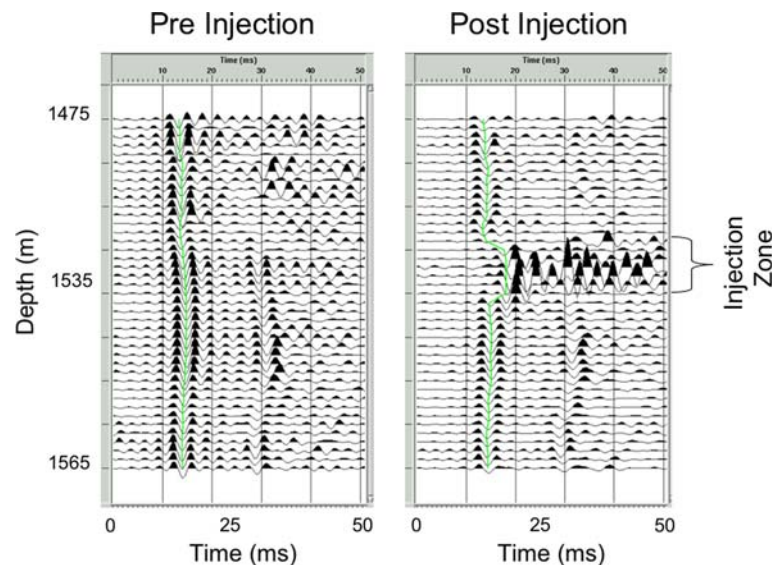 Pre Injection
Post Injection
Time (ms)
10 20 30 40 50
Time (ms)
10 20 30 40 50
1475
1535
1565
Depth (m)
Injection
Zone
0 25 50
0 25 50
Time (ms)
Time (ms)